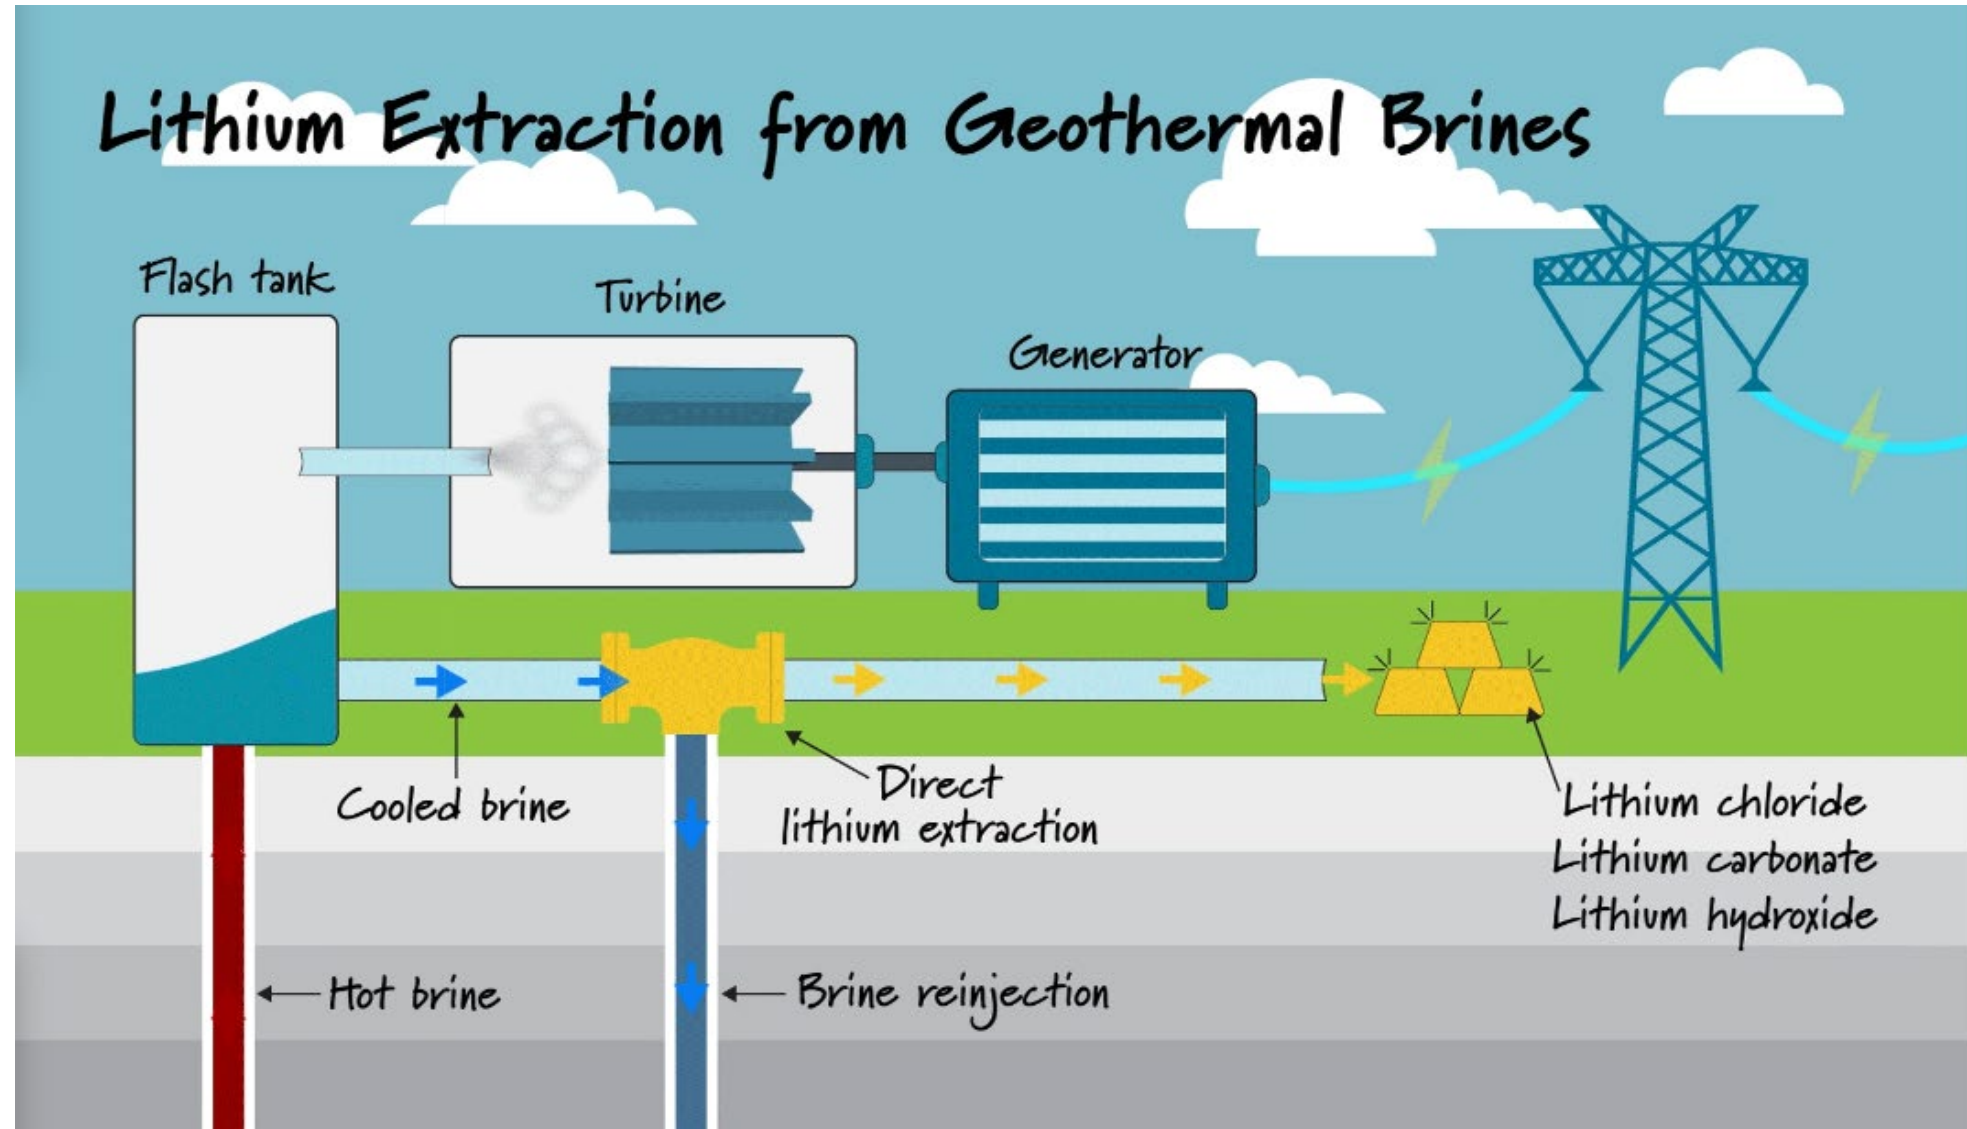 Lithium Extraction from Geothermal Brines
Flash tank
Turbine
Generator
Cooled brine
Direct
lithium extraction
Lithium chloride
Lithium carbonate
Lithium hydroxide
Hot brine
Brine reinjection